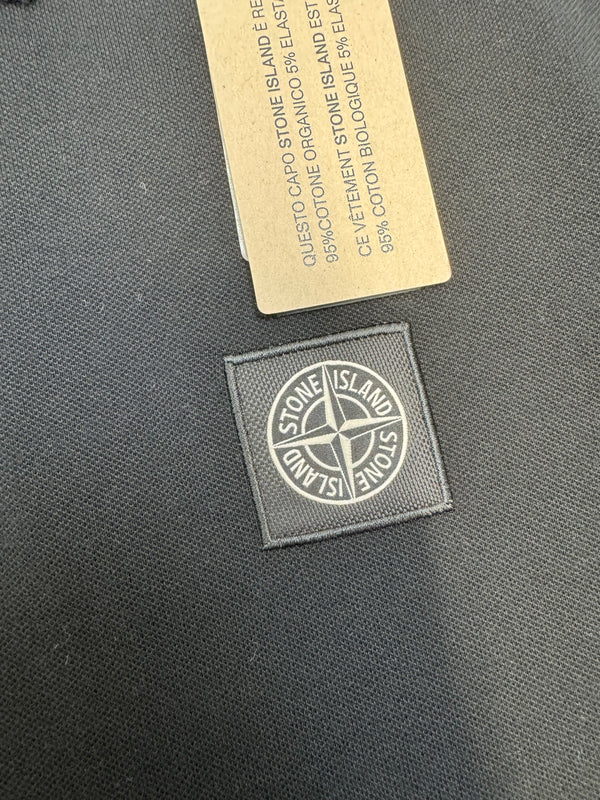 QUESTO CAPO STONE ISLAND È RE
95%COTONE ORGANICO 5% ELASTA
CE VÊTEMENT STONE ISLAND EST
95% COTON BIOLOGIQUE 5% ELAS
STONE ISLAND
STONE ISLAND